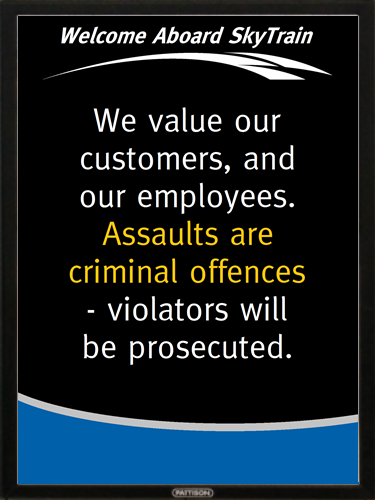 Welcome Aboard SkyTrain
We value our
customers, and
our employees.
Assaults are
criminal offences
- violators will
be prosecuted.
PATTISON